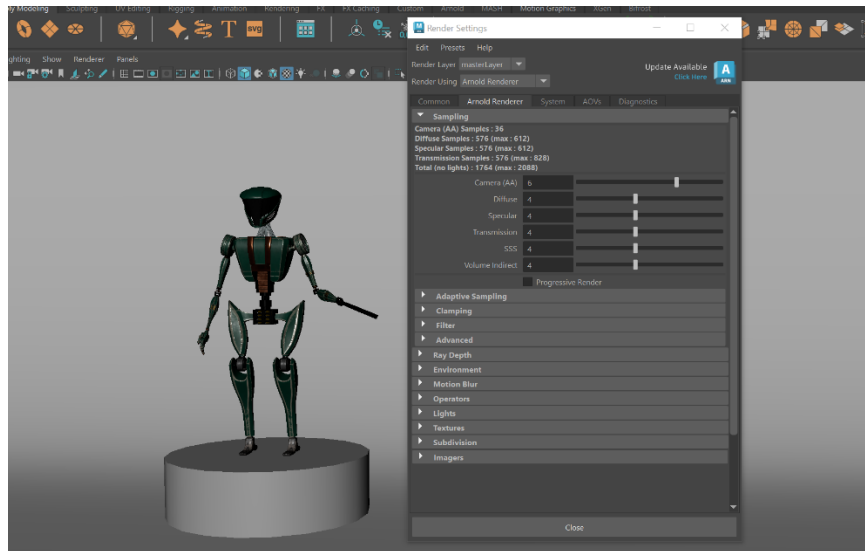 Poly Modeling Sculpting UV Editing Rigging Animation Rendering FX FX Caching Custom Arnold MASH Motion Graphics XGen Bifrost
SVG
Lighting Show Renderer Panels
Render Settings
Edit Presets Help
Render Layer masterLayer
Render Using Arnold Renderer
Update Available
Click Here
A
ARN
Common Arnold Renderer System AOVs Diagnostics
Sampling
Camera (AA) Samples : 36
Diffuse Samples : 576 (max : 612)
Specular Samples : 576 (max : 612)
Transmission Samples : 576 (max : 828)
Total (no lights) : 1764 (max : 2088)
Camera (AA) 6
Diffuse 4
Specular 4
Transmission 4
SSS 4
Volume Indirect 4
Progressive Render
Adaptive Sampling
Clamping
Filter
Advanced
Ray Depth
Environment
Motion Blur
Operators
Lights
Textures
Subdivision
Imagers
Close